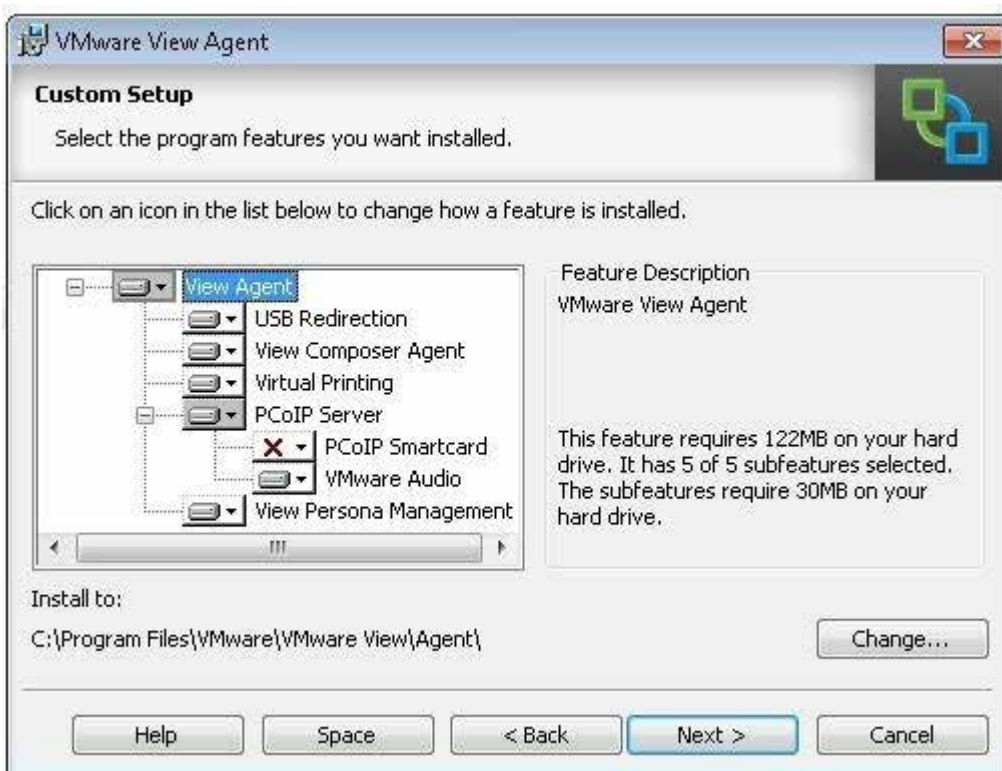 VMware View Agent
Custom Setup
Select the program features you want installed.
Click on an icon in the list below to change how a feature is installed.
View Agent
USB Redirection
View Composer Agent
Virtual Printing
PCoIP Server
PCoIP Smartcard
VMware Audio
View Persona Management
Feature Description
VMware View Agent
This feature requires 122MB on your hard
drive. It has 5 of 5 subfeatures selected.
The subfeatures require 30MB on your
hard drive.
Install to:
C:\Program Files\VMware\VMware View\Agent\
Change...
Help
Space
< Back
Next >
Cancel